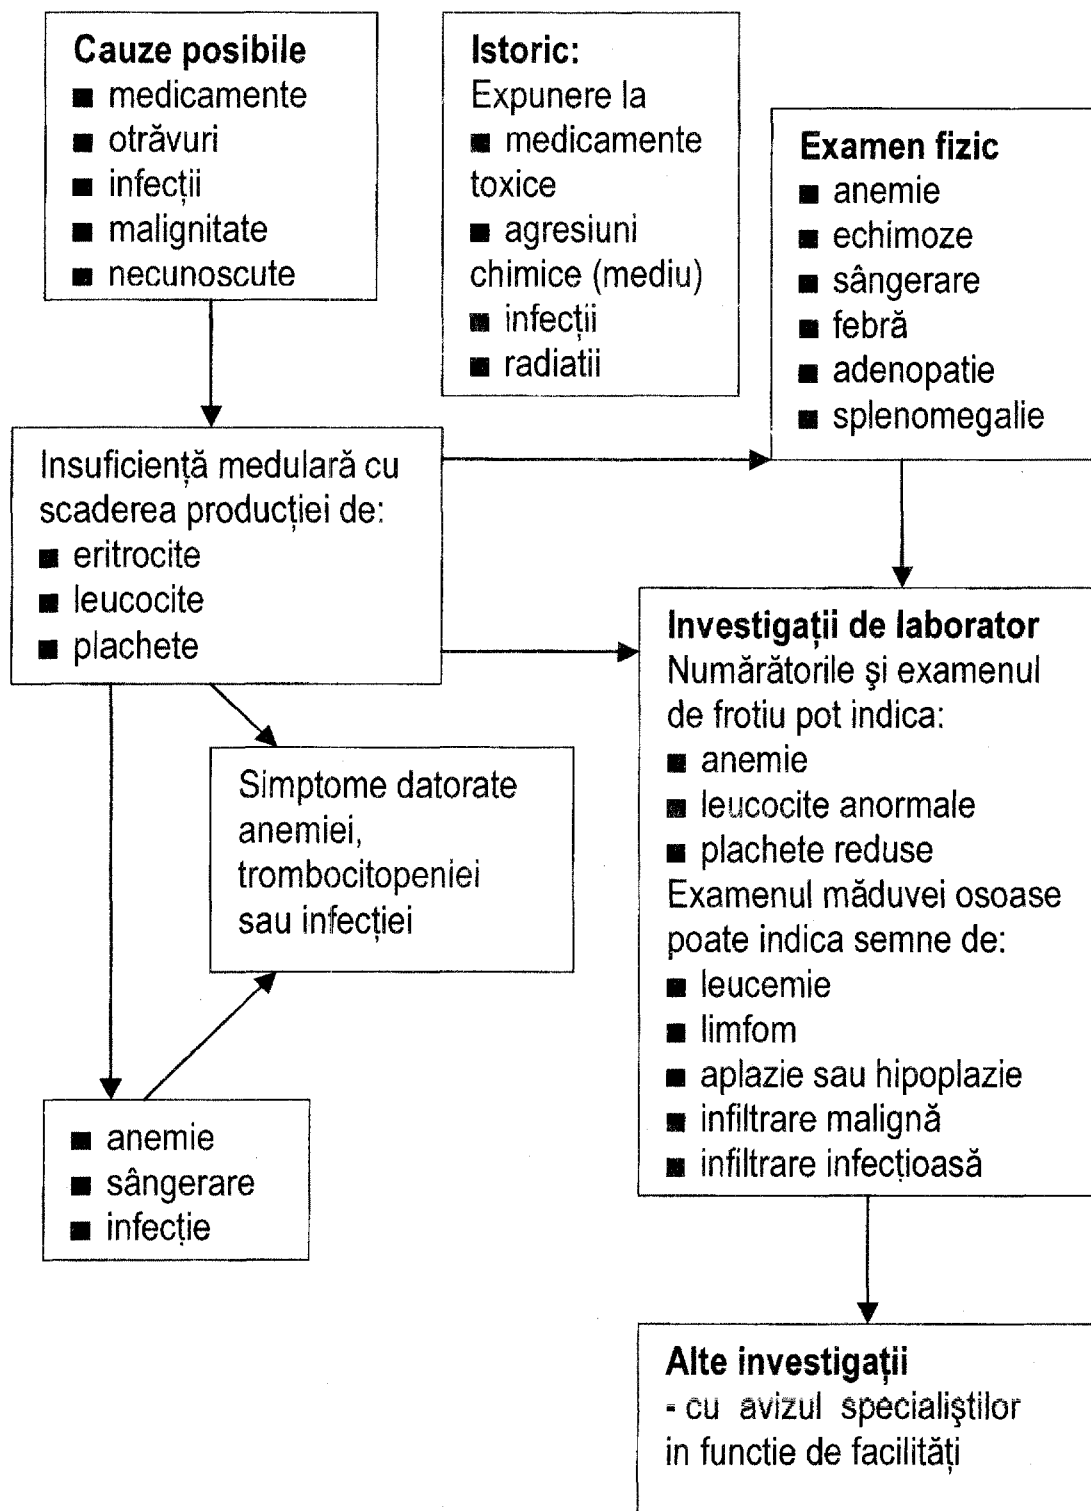 Cauze posibile
■ medicamente
■ otrăvuri
■ infecții
■ malignitate
■ necunoscute
Istoric:
Expunere la
■ medicamente
toxice
■ agresiuni
chimice (mediu)
■ infecții
■ radiatii
Examen fizic
■ anemie
■ echimoze
■ sângerare
■ febră
■ adenopatie
■ splenomegalie
Insuficiență medulară cu
scaderea producției de:
■ eritrocite
■ leucocite
■ plachete
Simptome datorate
anemiei,
trombocitopeniei
sau infecției
■ anemie
■ sângerare
■ infecție
Investigații de laborator
Numărătorile şi examenul
de frotiu pot indica:
■ anemie
■ leucocite anormale
■ plachete reduse
Examenul măduvei osoase
poate indica semne de:
■ leucemie
■ limfom
■ aplazie sau hipoplazie
■ infiltrare malignă
■ infiltrare infecțioasă
Alte investigații
- cu avizul specialiştilor
in functie de facilități